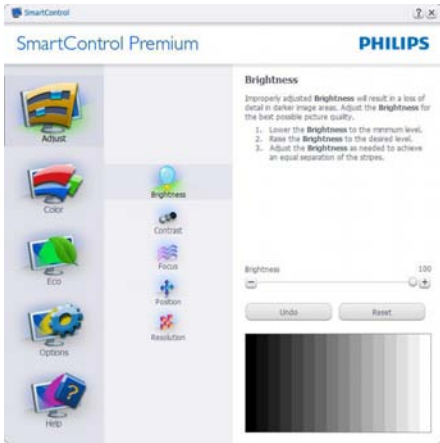 SmartControl
SmartControl Premium
PHILIPS
Adjust
Color
Eco
Options
Help
Brightness
Contrast
Focus
Position
Resolution
Brightness
Improperly adjusted Brightness will result in a loss of
detail in darker image areas. Adjust the Brightness for
the best possible picture quality.
1. Lower the Brightness to the minimum level.
2. Raise the Brightness to the desired level.
3. Adjust the Brightness as needed to achieve
an equal separation of the stripes.
Brightness 100
Undo Reset